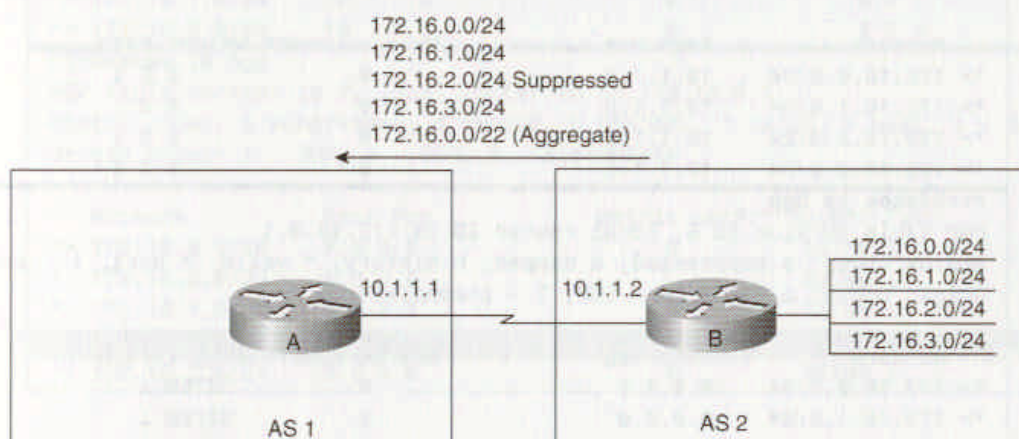 172.16.0.0/24
172.16.1.0/24
172.16.2.0/24 Suppressed
172.16.3.0/24
172.16.0.0/22 (Aggregate)
172.16.0.0/24
10.1.1.1
10.1.1.2
172.16.1.0/24
172.16.2.0/24
A
B
172.16.3.0/24
AS 1
AS 2